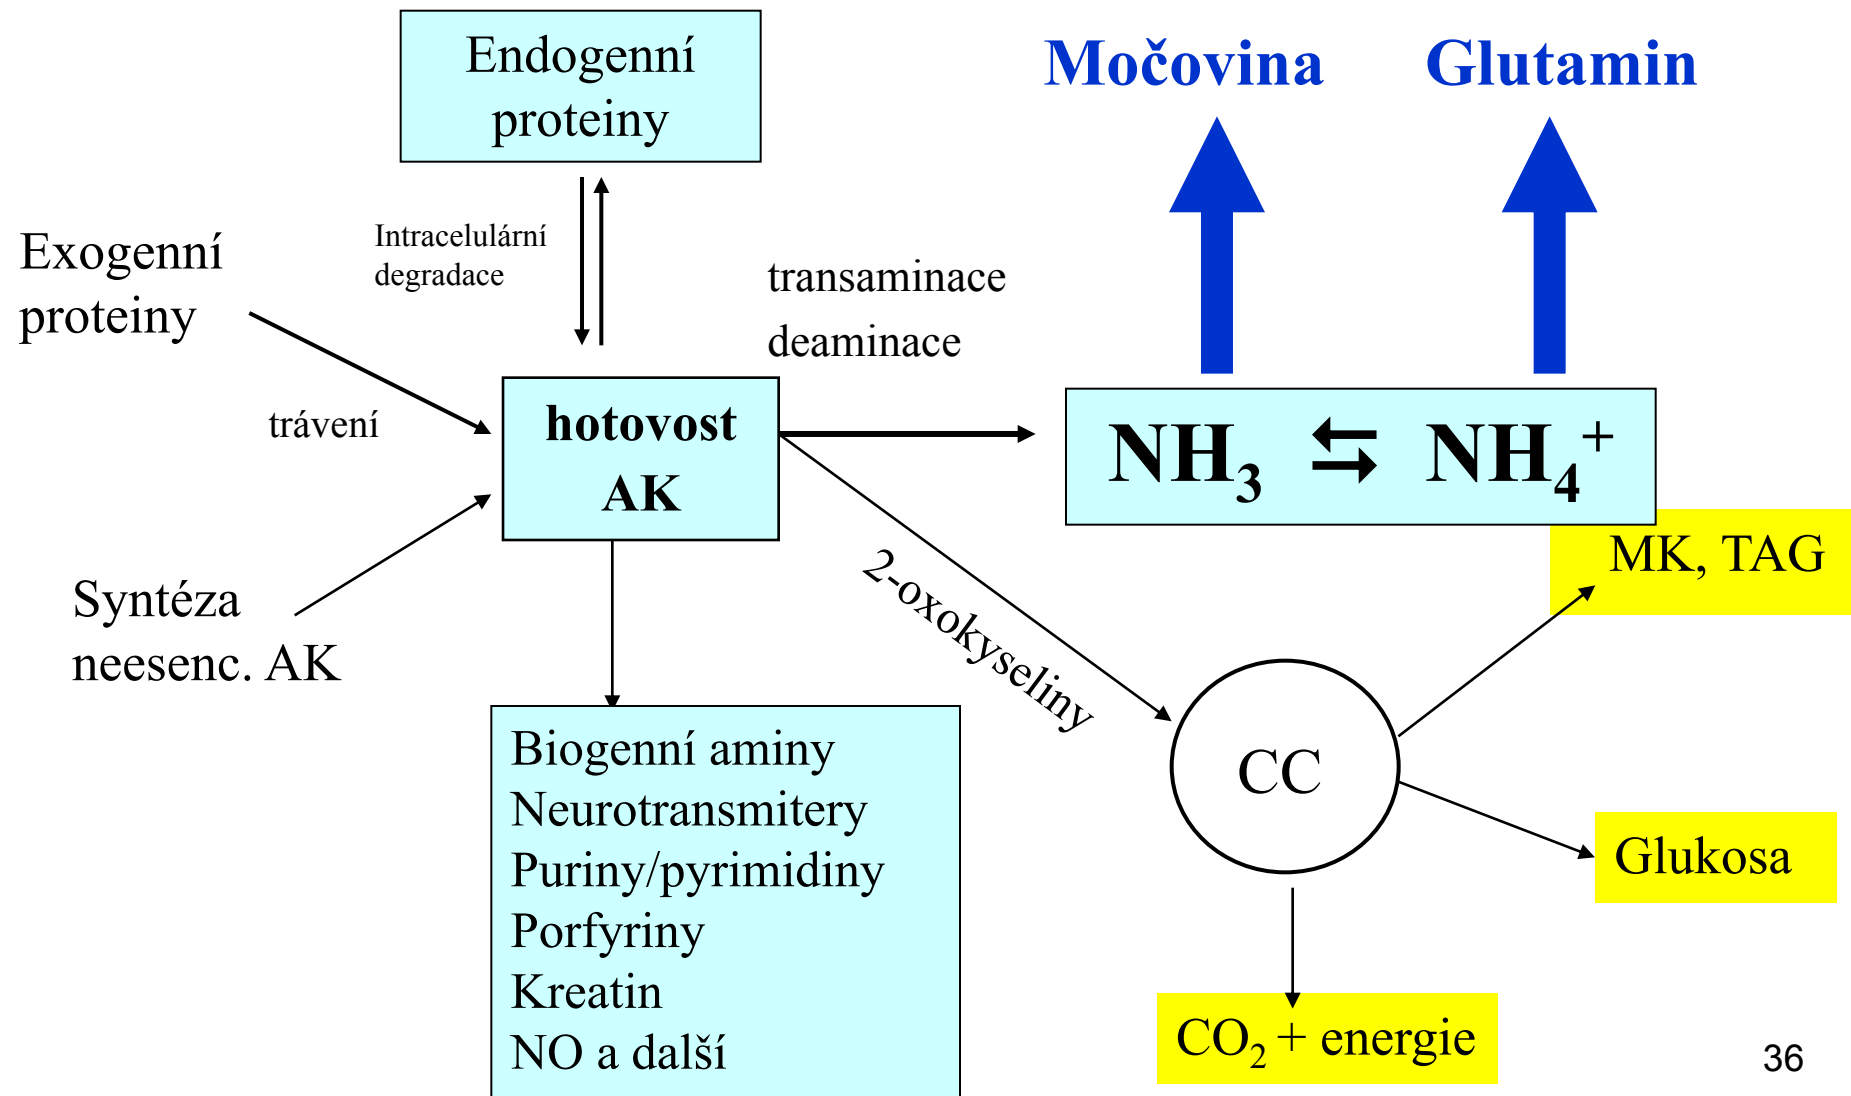 Endogenní
proteiny
Močovina
Glutamin
Exogenní
proteiny
Intracelulární
degradace
transaminace
deaminace
trávení
hotovost
AK
NH₃ ⇆ NH₄⁺
MK, TAG
Syntéza
neesenc. AK
2-oxokyseliny
Biogenní aminy
Neurotransmitery
Puriny/pyrimidiny
Porfyriny
Kreatin
NO a další
CC
Glukosa
CO₂ + energie
36